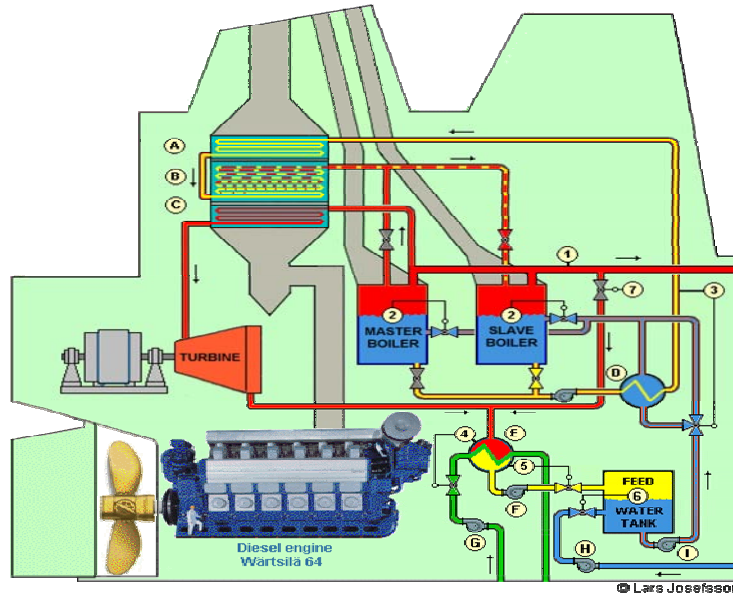 A
B
C
1
7
3
2
MASTER
BOILER
2
SLAVE
BOILER
TURBINE
D
4
E
5
F
G
FEED
6
WATER
TANK
H
I
Diesel engine
Wärtsilä 64
© Lars Josefsson